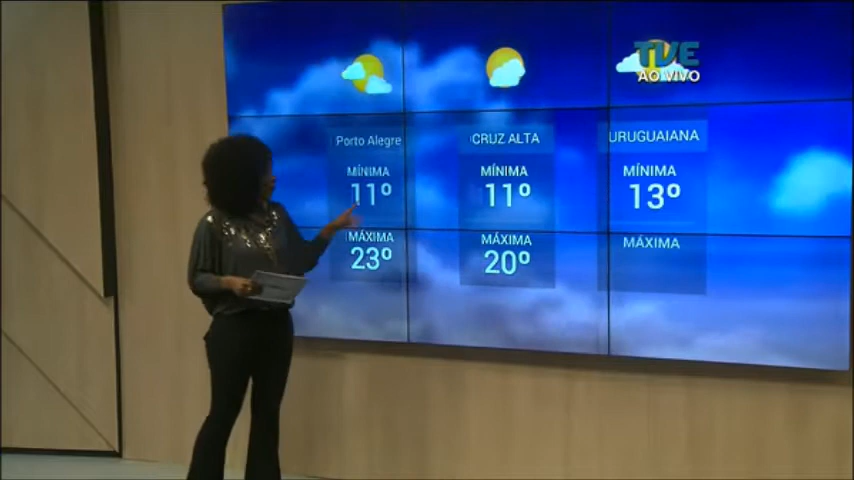 TVE
AO VIVO
Porto Alegre
MÍNIMA
11º
MÁXIMA
23º
CRUZ ALTA
MÍNIMA
11º
MÁXIMA
20º
URUGUAIANA
MÍNIMA
13º
MÁXIMA